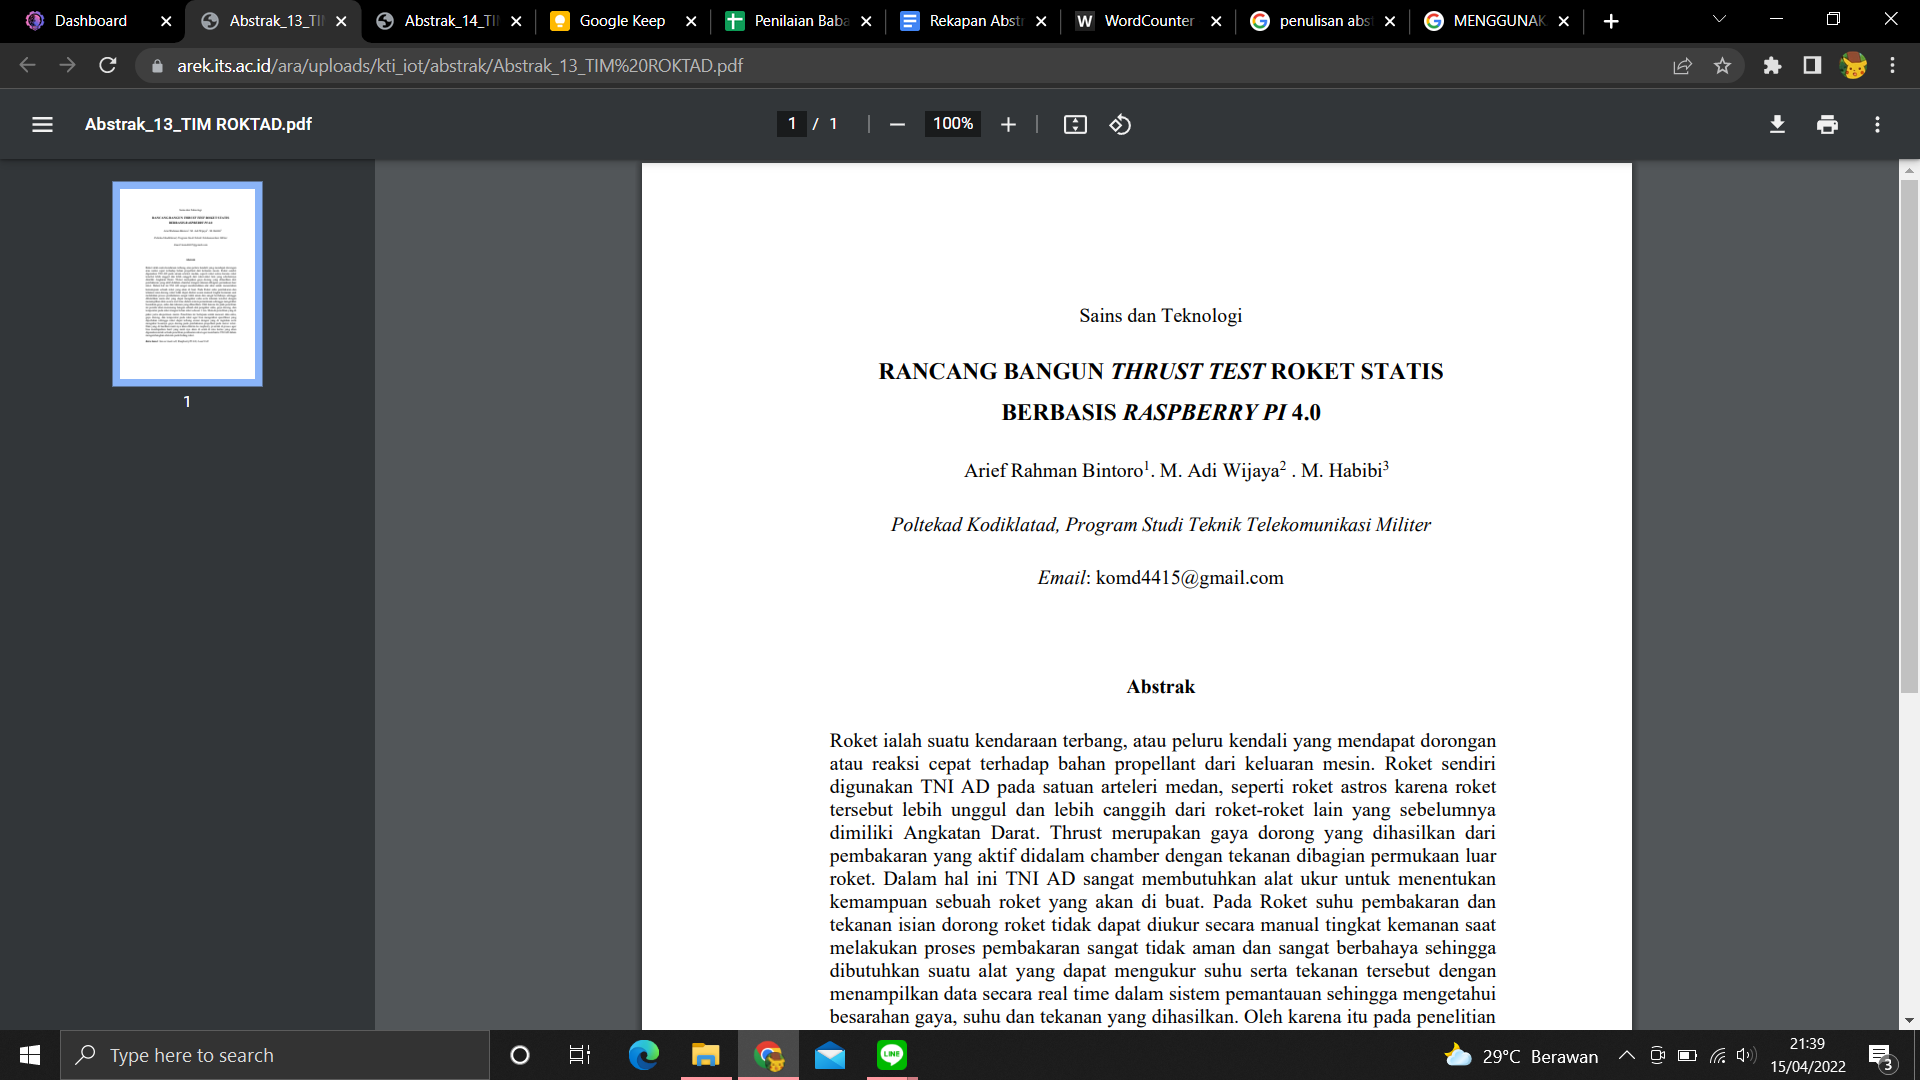 Dashboard
Abstrak_13_TI
Abstrak_14_TI
Google Keep
Penilaian Baba
Rekapan Abst
WordCounter
penulisan abs
MENGGUNAK
arek.its.ac.id/ara/uploads/kti_iot/abstrak/Abstrak_13_TIM%20ROKTAD.pdf
Abstrak_13_TIM ROKTAD.pdf
1 / 1
100%
1
Sains dan Teknologi
RANCANG BANGUN THRUST TEST ROKET STATIS
BERBASIS RASPBERRY PI 4.0
Arief Rahman Bintoro1. M. Adi Wijaya2 . M. Habibi3
Poltekad Kodiklatad, Program Studi Teknik Telekomunikasi Militer
Email: komd4415@gmail.com
Abstrak
Roket ialah suatu kendaraan terbang, atau peluru kendali yang mendapat dorongan
atau reaksi cepat terhadap bahan propellant dari keluaran mesin. Roket sendiri
digunakan TNI AD pada satuan arteleri medan, seperti roket astros karena roket
tersebut lebih unggul dan lebih canggih dari roket-roket lain yang sebelumnya
dimiliki Angkatan Darat. Thrust merupakan gaya dorong yang dihasilkan dari
pembakaran yang aktif didalam chamber dengan tekanan dibagian permukaan luar
roket. Dalam hal ini TNI AD sangat membutuhkan alat ukur untuk menentukan
kemampuan sebuah roket yang akan di buat. Pada Roket suhu pembakaran dan
tekanan isian dorong roket tidak dapat diukur secara manual tingkat kemanan saat
melakukan proses pembakaran sangat tidak aman dan sangat berbahaya sehingga
dibutuhkan suatu alat yang dapat mengukur suhu serta tekanan tersebut dengan
menampilkan data secara real time dalam sistem pemantauan sehingga mengetahui
besarahan gaya, suhu dan tekanan yang dihasilkan. Oleh karena itu pada penelitian
Type here to search
LINE
29°C Berawan
21:39
15/04/2022
3